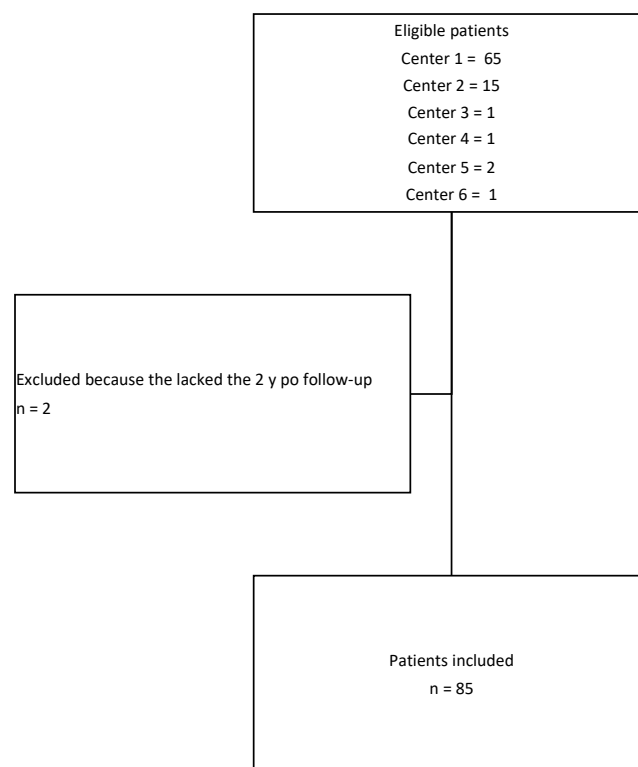 Eligible patients
Center 1 = 65
Center 2 = 15
Center 3 = 1
Center 4 = 1
Center 5 = 2
Center 6 = 1
Excluded because the lacked the 2 y po follow-up
n = 2
Patients included
n = 85